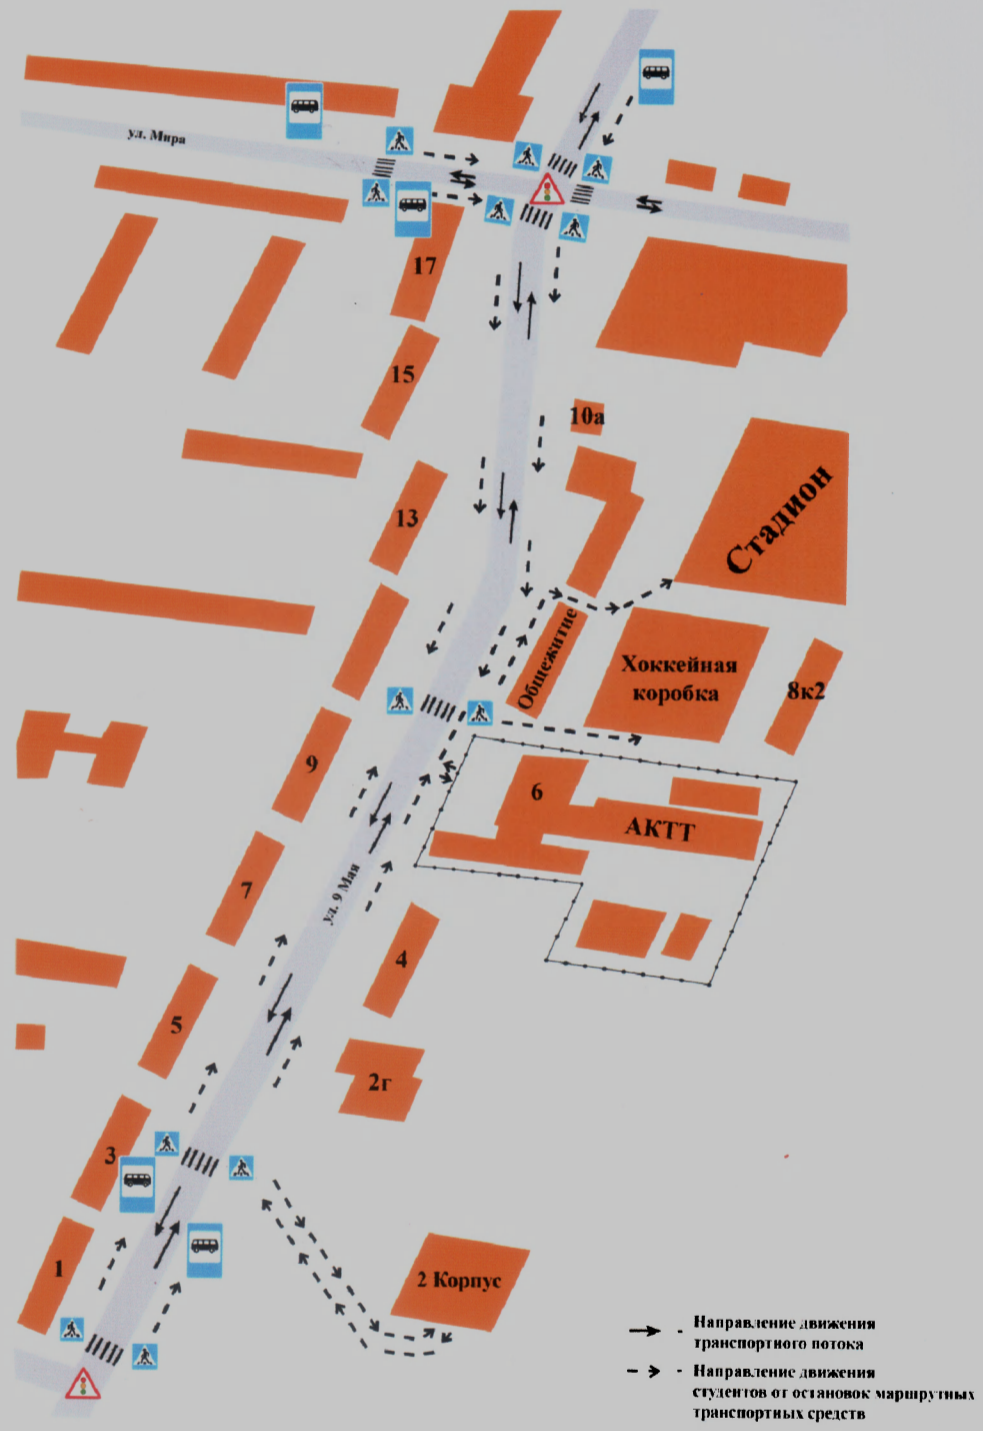 ул. Мира
17
15
10а
13
Стадион
Общежитие
Хоккейная
коробка
8к2
9
6
АКТТ
7
ул. 9 Мая
4
5
2г
3
1
2 Корпус
- Направление движения
транспортного потока
- Направление движения
студентов от остановок маршрутных
транспортных средств